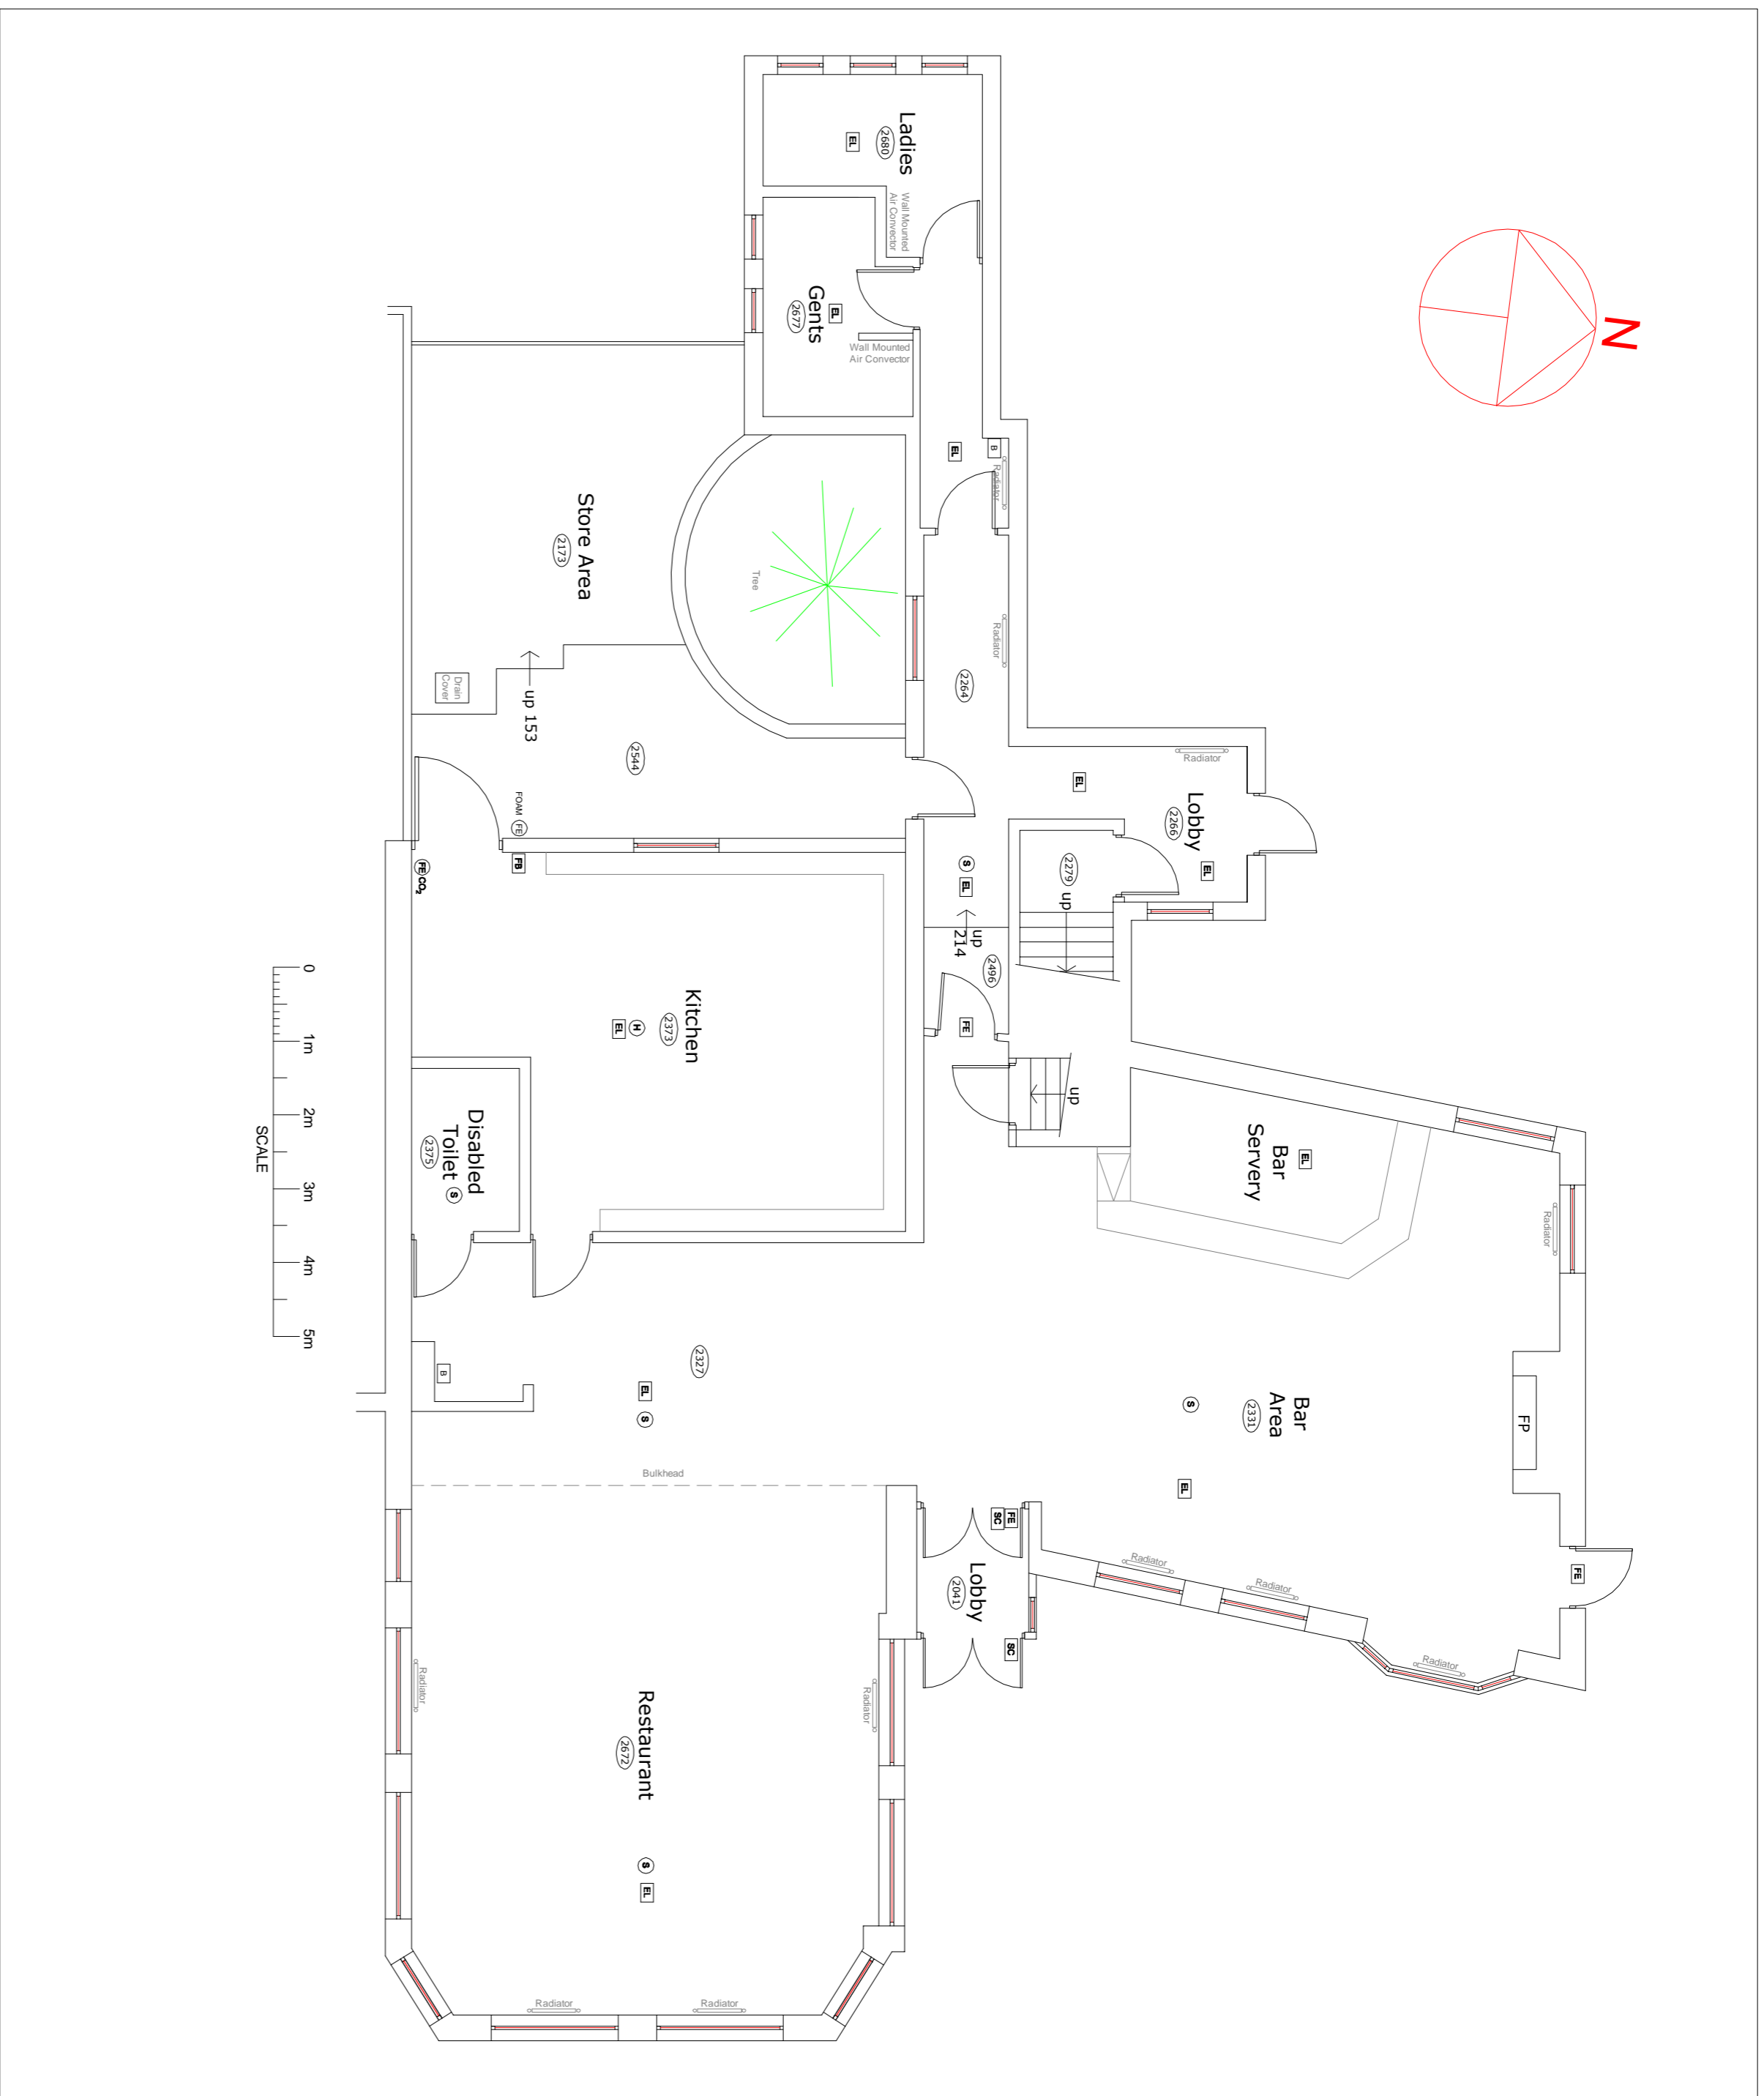 N
Ladies
2680
EL
Wall Mounted
Air Convector
Gents
2677
EL
Wall Mounted
Air Convector
EL
B
Radiator
Radiator
2264
Store Area
2173
Tree
up 153
Drain
Cover
2544
FOAM FE
FB
FE CO2
Radiator
EL
Lobby
2266
EL
2279
up
S
EL
up
214
2496
FE
up
Kitchen
2373
H
EL
Disabled
Toilet
2375
S
Bar
Servery
EL
Radiator
Bar
Area
2331
S
EL
FP
FE
2327
EL
S
B
Bulkhead
FE
SC
Lobby
2041
SC
Radiator
Radiator
Radiator
Restaurant
2672
S
EL
Radiator
Radiator
Radiator
Radiator
0 1m 2m 3m 4m 5m
SCALE